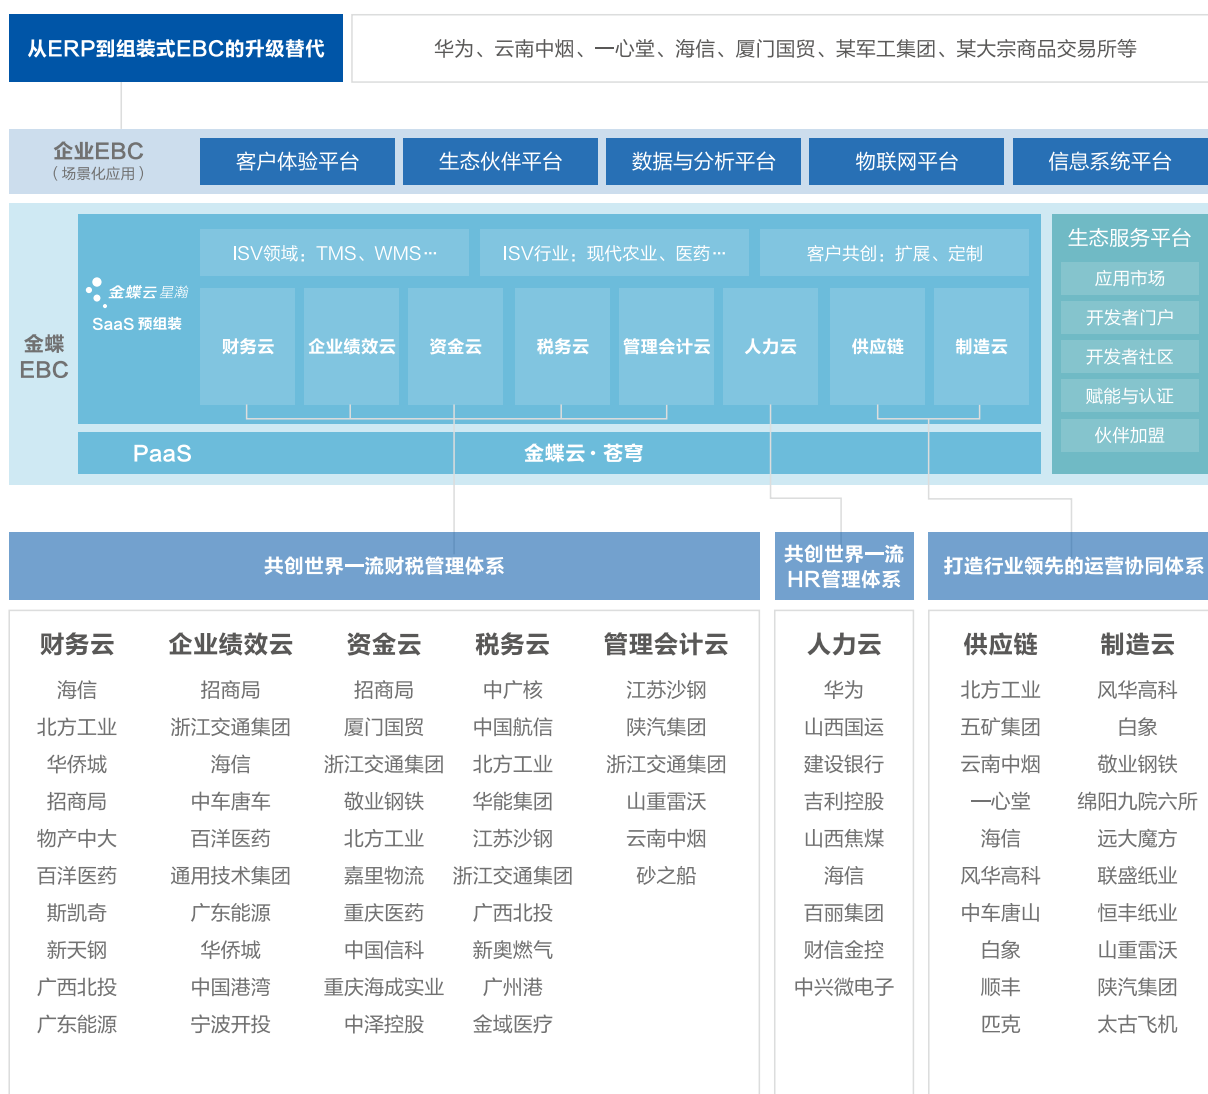 从ERP到组装式EBC的升级替代
华为、云南中烟、一心堂、海信、厦门国贸、某军工集团、某大宗商品交易所等
企业EBC
（场景化应用）
客户体验平台
生态伙伴平台
数据与分析平台
物联网平台
信息系统平台
金蝶
EBC
金蝶云星瀚
SaaS 预组装
ISV领域：TMS、WMS…
ISV行业：现代农业、医药…
客户共创：扩展、定制
财务云
企业绩效云
资金云
税务云
管理会计云
人力云
供应链
制造云
PaaS
金蝶云·苍穹
生态服务平台
应用市场
开发者门户
开发者社区
赋能与认证
伙伴加盟
共创世界一流财税管理体系
财务云
海信
北方工业
华侨城
招商局
物产中大
百洋医药
斯凯奇
新天钢
广西北投
广东能源
企业绩效云
招商局
浙江交通集团
海信
中车唐车
百洋医药
通用技术集团
广东能源
华侨城
中国港湾
宁波开投
资金云
招商局
厦门国贸
浙江交通集团
敬业钢铁
北方工业
嘉里物流
重庆医药
中国信科
重庆海成实业
中泽控股
税务云
中广核
中国航信
北方工业
华能集团
江苏沙钢
浙江交通集团
广西北投
新奥燃气
广州港
金域医疗
管理会计云
江苏沙钢
陕汽集团
浙江交通集团
山重雷沃
云南中烟
砂之船
共创世界一流
HR管理体系
人力云
华为
山西国运
建设银行
吉利控股
山西焦煤
海信
百丽集团
财信金控
中兴微电子
打造行业领先的运营协同体系
供应链
北方工业
五矿集团
云南中烟
一心堂
海信
风华高科
中车唐山
白象
顺丰
匹克
制造云
风华高科
白象
敬业钢铁
绵阳九院六所
远大魔方
联盛纸业
恒丰纸业
山重雷沃
陕汽集团
太古飞机